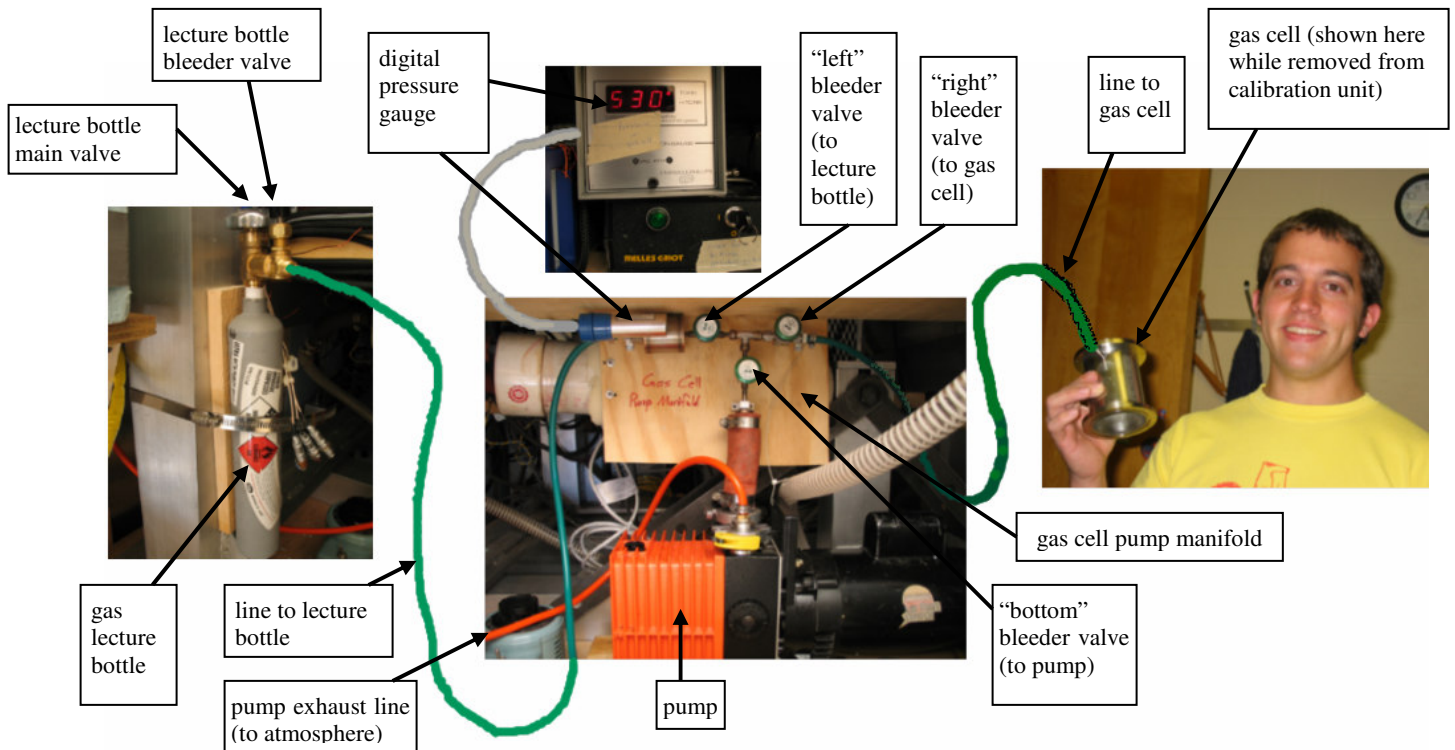 lecture bottle
bleeder valve
lecture bottle
main valve
digital
pressure
gauge
“left”
bleeder
valve
(to
lecture
bottle)
“right”
bleeder
valve
(to gas
cell)
line to
gas cell
gas cell (shown here
while removed from
calibration unit)
530
MELLES GRIOT
Gas Cell
Pump Manifold
gas cell pump manifold
gas
lecture
bottle
line to lecture
bottle
pump exhaust line
(to atmosphere)
pump
“bottom”
bleeder valve
(to pump)